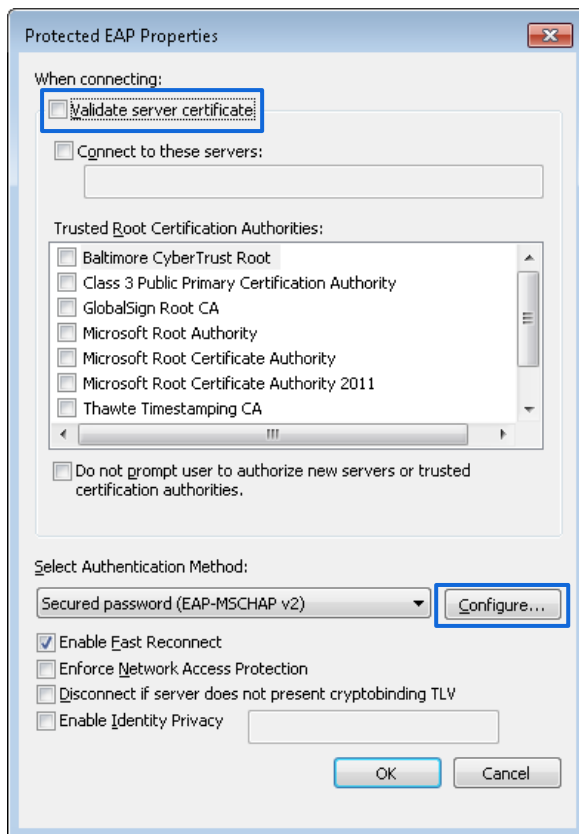 Protected EAP Properties
When connecting:
Validate server certificate
Connect to these servers:
Trusted Root Certification Authorities:
Baltimore CyberTrust Root
Class 3 Public Primary Certification Authority
GlobalSign Root CA
Microsoft Root Authority
Microsoft Root Certificate Authority
Microsoft Root Certificate Authority 2011
Thawte Timestamping CA
Do not prompt user to authorize new servers or trusted
certification authorities.
Select Authentication Method:
Secured password (EAP-MSCHAP v2) Configure...
Enable Fast Reconnect
Enforce Network Access Protection
Disconnect if server does not present cryptobinding TLV
Enable Identity Privacy
OK Cancel